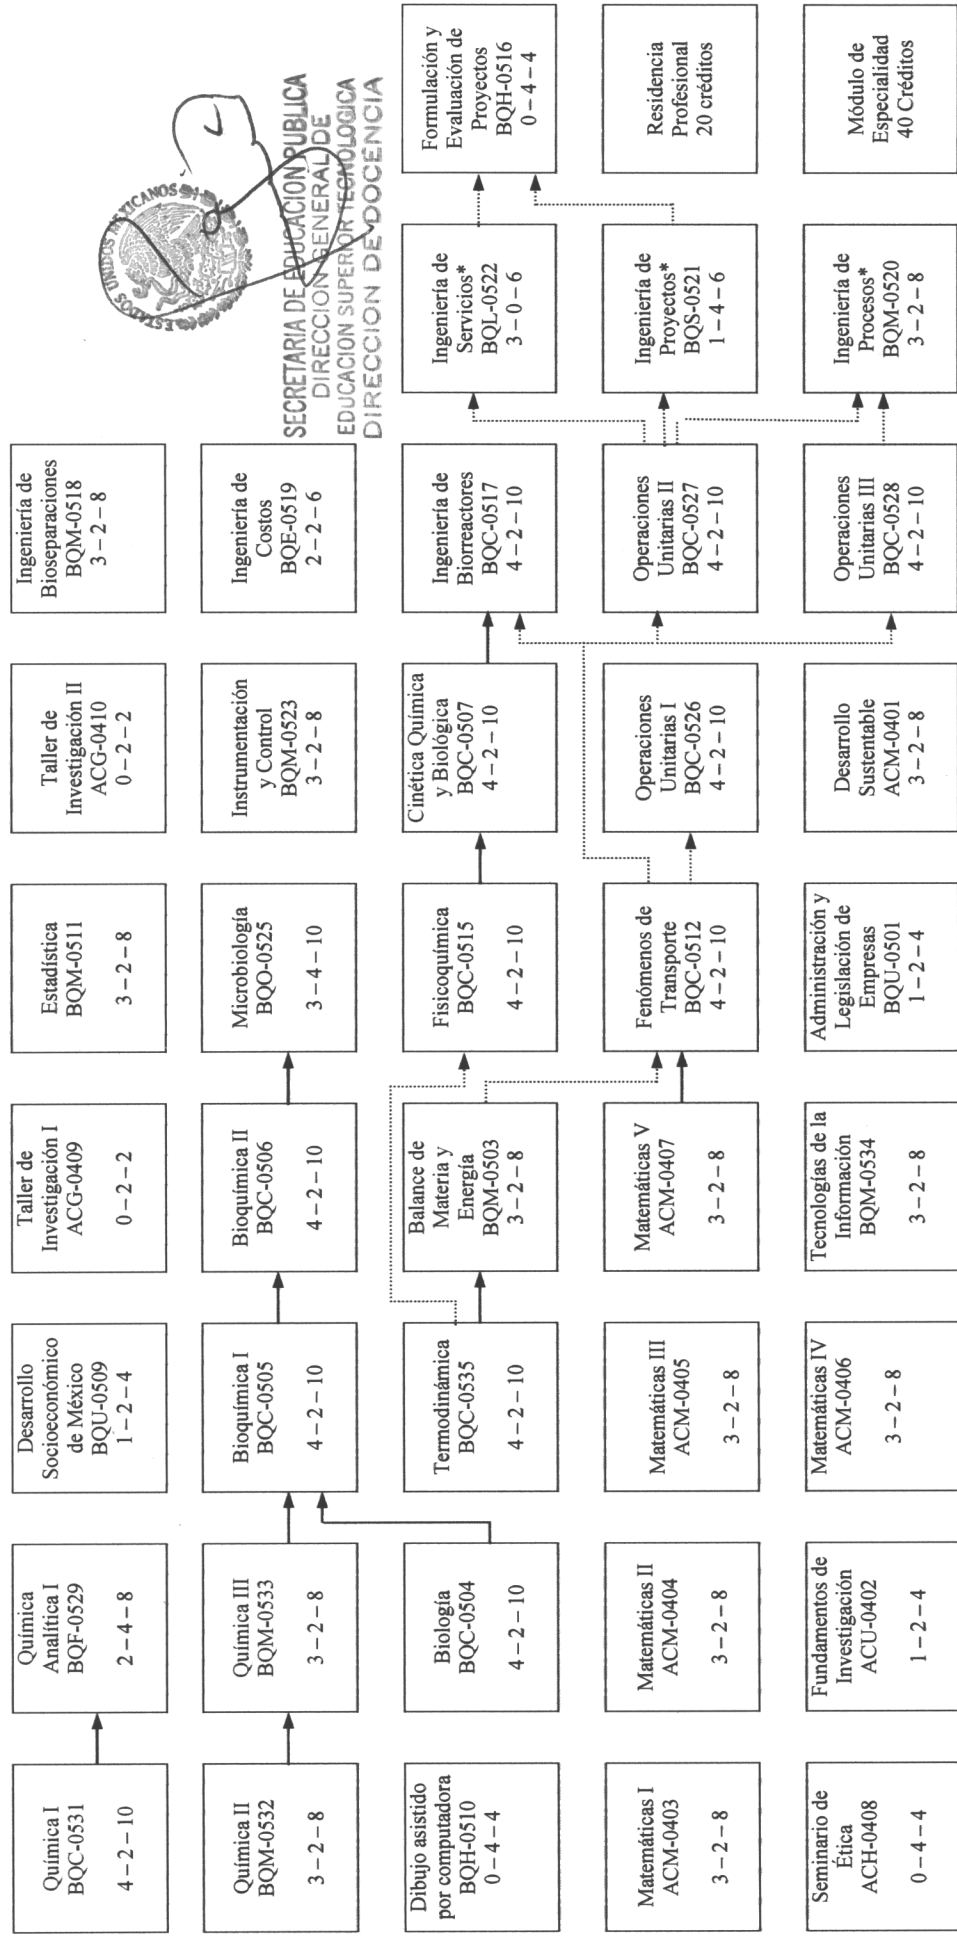 Química I
BQC-0531
4 – 2 – 10
Química
Analítica I
BQF-0529
2 – 4 – 8
Desarrollo
Socioeconómico
de México
BQU-0509
1 – 2 – 4
Taller de
Investigación I
ACG-0409
0 – 2 – 2
Estadística
BQM-0511
3 – 2 – 8
Taller de
Investigación II
ACG-0410
0 – 2 – 2
Ingeniería de
Bioseparaciones
BQM-0518
3 – 2 – 8
ESTADOS UNIDOS MEXICANOS
SECRETARIA DE EDUCACION PUBLICA
DIRECCION GENERAL DE
EDUCACION SUPERIOR TECNOLOGICA
DIRECCION DE DOCENCIA
Química II
BQM-0532
3 – 2 – 8
Química III
BQM-0533
3 – 2 – 8
Bioquímica I
BQC-0505
4 – 2 – 10
Bioquímica II
BQC-0506
4 – 2 – 10
Microbiología
BQO-0525
3 – 4 – 10
Instrumentación
y Control
BQM-0523
3 – 2 – 8
Ingeniería de
Costos
BQE-0519
2 – 2 – 6
Dibujo asistido
por computadora
BQH-0510
0 – 4 – 4
Biología
BQC-0504
4 – 2 – 10
Termodinámica
BQC-0535
4 – 2 – 10
Balance de
Materia y
Energía
BQM-0503
3 – 2 – 8
Fisicoquímica
BQC-0515
4 – 2 – 10
Cinética Química
y Biológica
BQC-0507
4 – 2 – 10
Ingeniería de
Biorreactores
BQC-0517
4 – 2 – 10
Ingeniería de
Servicios*
BQL-0522
3 – 0 – 6
Formulación y
Evaluación de
Proyectos
BQH-0516
0 – 4 – 4
Matemáticas I
ACM-0403
3 – 2 – 8
Matemáticas II
ACM-0404
3 – 2 – 8
Matemáticas III
ACM-0405
3 – 2 – 8
Matemáticas V
ACM-0407
3 – 2 – 8
Fenómenos de
Transporte
BQC-0512
4 – 2 – 10
Operaciones
Unitarias I
BQC-0526
4 – 2 – 10
Operaciones
Unitarias II
BQC-0527
4 – 2 – 10
Ingeniería de
Proyectos*
BQS-0521
1 – 4 – 6
Residencia
Profesional
20 créditos
Seminario de
Ética
ACH-0408
0 – 4 – 4
Fundamentos de
Investigación
ACU-0402
1 – 2 – 4
Matemáticas IV
ACM-0406
3 – 2 – 8
Tecnologías de la
Información
BQM-0534
3 – 2 – 8
Administración y
Legislación de
Empresas
BQU-0501
1 – 2 – 4
Desarrollo
Sustentable
ACM-0401
3 – 2 – 8
Operaciones
Unitarias III
BQC-0528
4 – 2 – 10
Ingeniería de
Procesos*
BQM-0520
3 – 2 – 8
Módulo de
Especialidad
40 Créditos